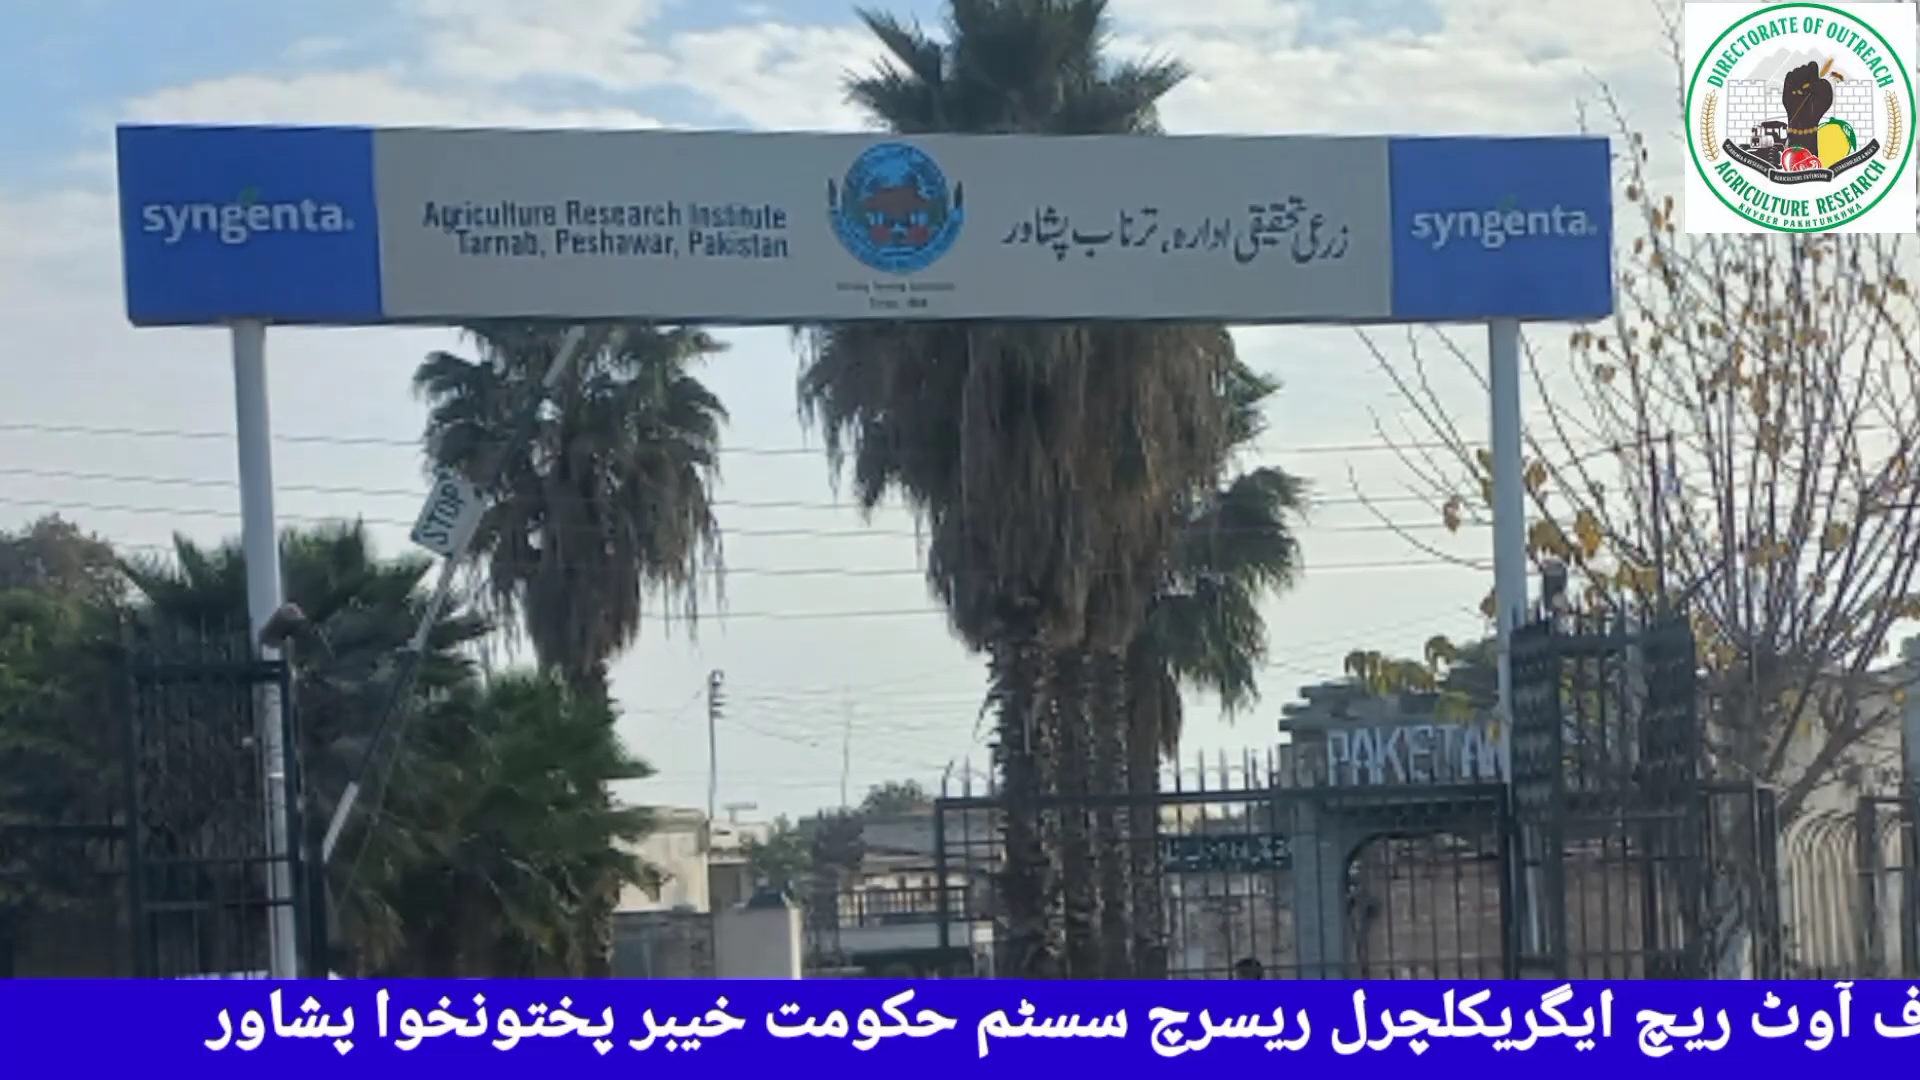 DIRECTORATE OF OUTREACH
AGRICULTURE RESEARCH
KHYBER PAKHTUNKHWA
syngenta.
Agriculture Research Institute
Tarnab, Peshawar, Pakistan
زرعی تحقیقی ادارہ، ترناب پشاور
syngenta.
STOP
ف آوٹ ریچ ایگریکلچرل ریسرچ سسٹم حکومت خیبر پختونخوا پشاور